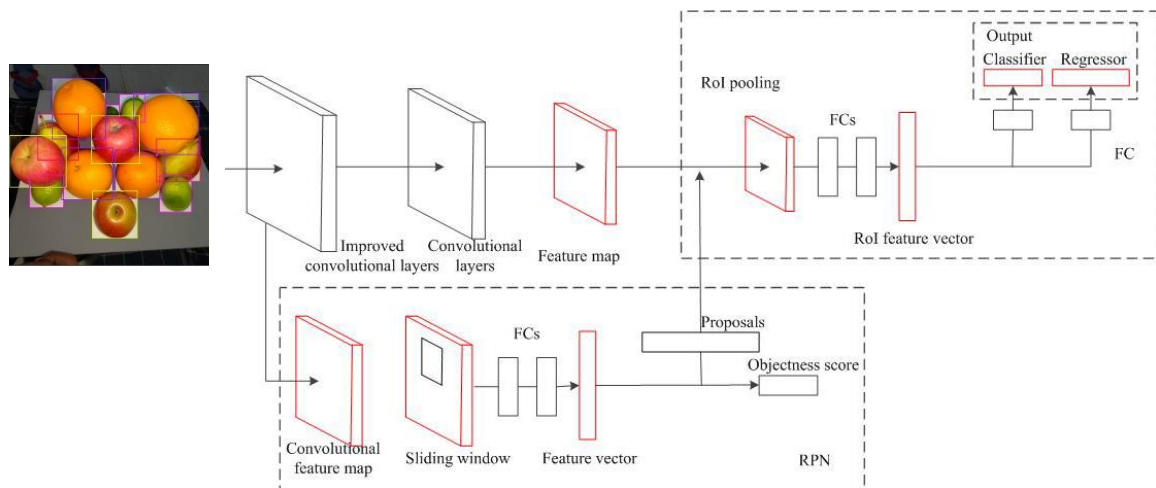 Output
Classifier Regressor
RoI pooling
FCs
FC
RoI feature vector
Improved
convolutional layers
Convolutional
layers
Feature map
Proposals
FCs
Objectness score
Convolutional
feature map
Sliding window
Feature vector
RPN